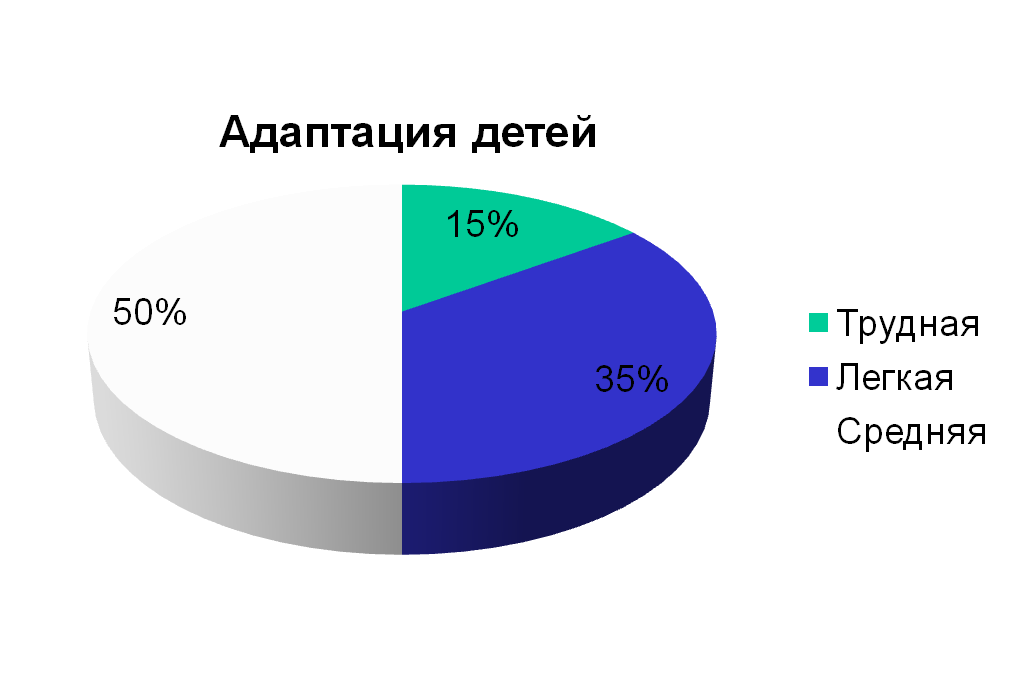 Адаптация детей
15%
50%
35%
Трудная
Легкая
Средняя